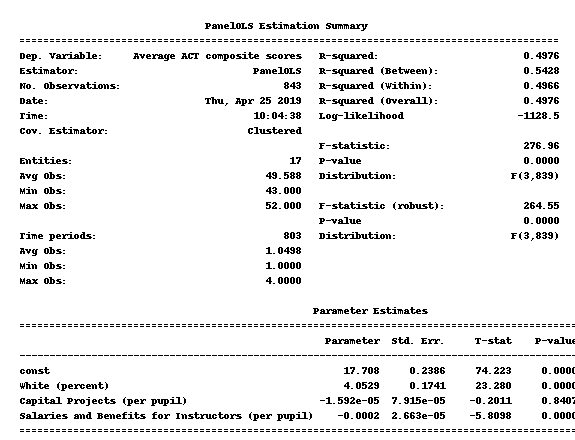 PanelOLS Estimation Summary
Dep. Variable: Average ACT composite scores R-squared: 0.4976
Estimator: PanelOLS R-squared (Between): 0.5428
No. Observations: 843 R-squared (Within): 0.4966
Date: Thu, Apr 25 2019 R-squared (Overall): 0.4976
Time: 10:04:38 Log-likelihood -1128.5
Cov. Estimator: Clustered
F-statistic: 276.96
Entities: 17 P-value 0.0000
Avg Obs: 49.588 Distribution: F(3,839)
Min Obs: 43.000
Max Obs: 52.000 F-statistic (robust): 264.55
P-value 0.0000
Time periods: 803 Distribution: F(3,839)
Avg Obs: 1.0498
Min Obs: 1.0000
Max Obs: 4.0000
Parameter Estimates
Parameter Std. Err. T-stat P-value
const 17.708 0.2386 74.223 0.0000
White (percent) 4.0529 0.1741 23.280 0.0000
Capital Projects (per pupil) -1.592e-05 7.915e-05 -0.2011 0.8407
Salaries and Benefits for Instructors (per pupil) -0.0002 2.663e-05 -5.8098 0.0000